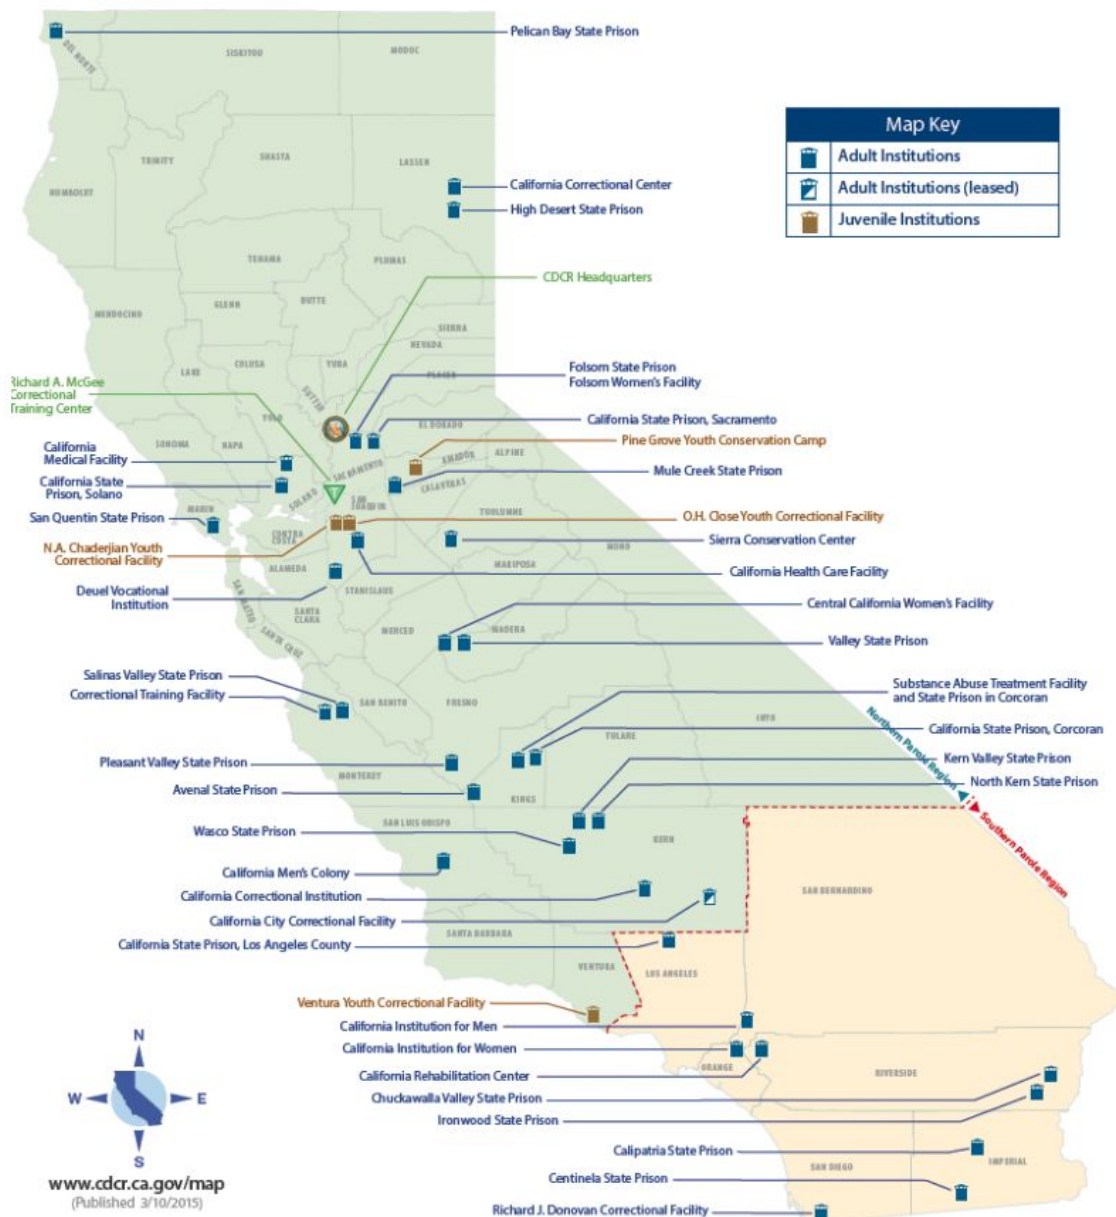 Pelican Bay State Prison
DEL NORTE
SISKIYOU
MODOC
Map Key
Adult Institutions
Adult Institutions (leased)
Juvenile Institutions
TRINITY
SHASTA
LASSEN
HUMBOLDT
California Correctional Center
High Desert State Prison
TEHAMA
PLUMAS
CDCR Headquarters
GLENN
BUTTE
MENDOCINO
SIERRA
NEVADA
COLUSA
YUBA
LAKE
PLACER
SUTTER
Folsom State Prison
Folsom Women's Facility
Richard A. McGee
Correctional
Training Center
YOLO
EL DORADO
California State Prison, Sacramento
SONOMA
NAPA
Pine Grove Youth Conservation Camp
California
Medical Facility
SACRAMENTO
AMADOR
ALPINE
Mule Creek State Prison
California State
Prison, Solano
SOLANO
CALAVERAS
SAN
JOAQUIN
MARIN
San Quentin State Prison
TUOLUMNE
O.H. Close Youth Correctional Facility
CONTRA
COSTA
Sierra Conservation Center
MONO
N.A. Chaderjian Youth
Correctional Facility
ALAMEDA
MARIPOSA
California Health Care Facility
Deuel Vocational
Institution
STANISLAUS
SAN MATEO
SANTA
CLARA
Central California Women's Facility
MERCED
MADERA
SANTA CRUZ
Valley State Prison
Salinas Valley State Prison
Correctional Training Facility
SAN BENITO
FRESNO
Substance Abuse Treatment Facility
and State Prison in Corcoran
INYO
TULARE
California State Prison, Corcoran
Northern Parole Region
Southern Parole Region
Pleasant Valley State Prison
MONTEREY
Kern Valley State Prison
Avenal State Prison
KINGS
North Kern State Prison
SAN LUIS OBISPO
Wasco State Prison
KERN
California Men's Colony
California Correctional Institution
SAN BERNARDINO
California City Correctional Facility
SANTA BARBARA
California State Prison, Los Angeles County
VENTURA
LOS ANGELES
Ventura Youth Correctional Facility
California Institution for Men
California Institution for Women
ORANGE
RIVERSIDE
California Rehabilitation Center
Chuckawalla Valley State Prison
Ironwood State Prison
Calipatria State Prison
SAN DIEGO
IMPERIAL
Centinela State Prison
Richard J. Donovan Correctional Facility
N
W
E
S
www.cdcr.ca.gov/map
(Published 3/10/2015)